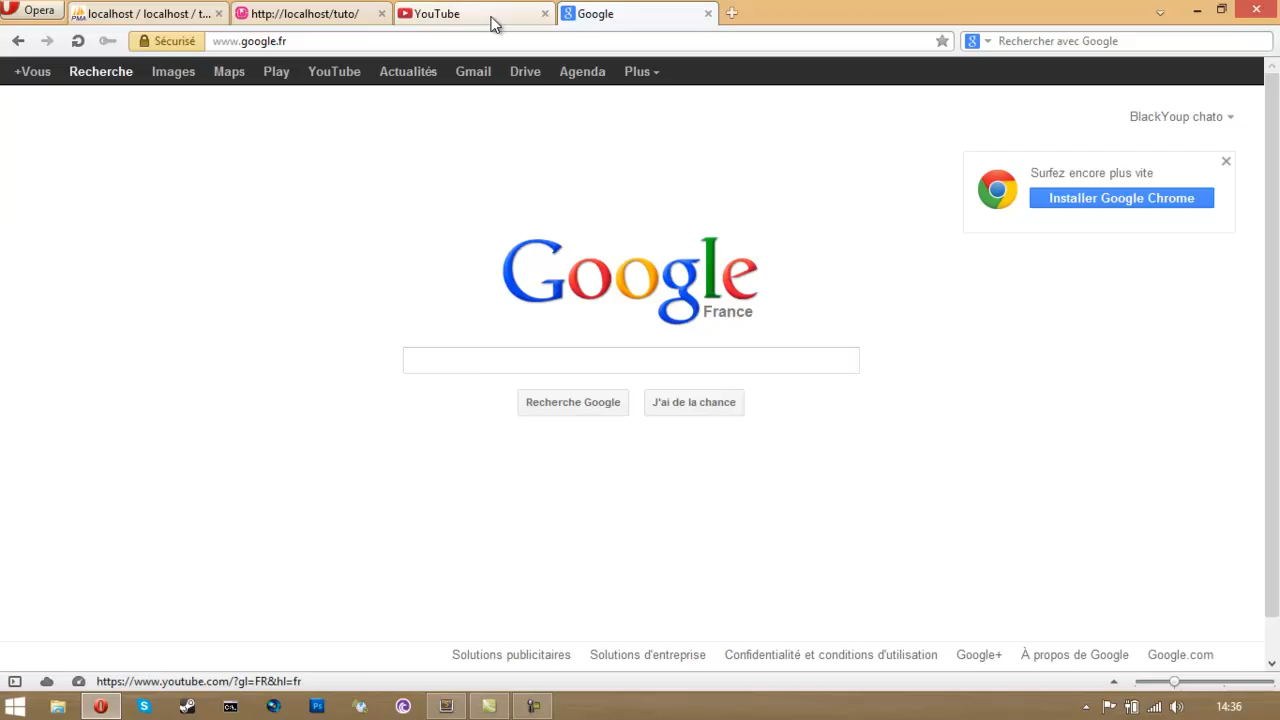 Opera
localhost / localhost / t...
http://localhost/tuto/
YouTube
Google
Sécurisé
www.google.fr
Rechercher avec Google
+Vous Recherche Images Maps Play YouTube Actualités Gmail Drive Agenda Plus
BlackYoup chato
Surfez encore plus vite
Installer Google Chrome
Google
France
Recherche Google
J'ai de la chance
Solutions publicitaires Solutions d'entreprise Confidentialité et conditions d'utilisation Google+ À propos de Google Google.com
https://www.youtube.com/?gl=FR&hl=fr
14:36